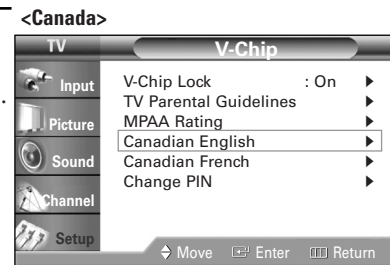 <Canada>
TV V-Chip
Input
Picture
Sound
Channel
Setup
V-Chip Lock : On ▶
TV Parental Guidelines ▶
MPAA Rating ▶
Canadian English ▶
Canadian French ▶
Change PIN ▶
Move Enter Return